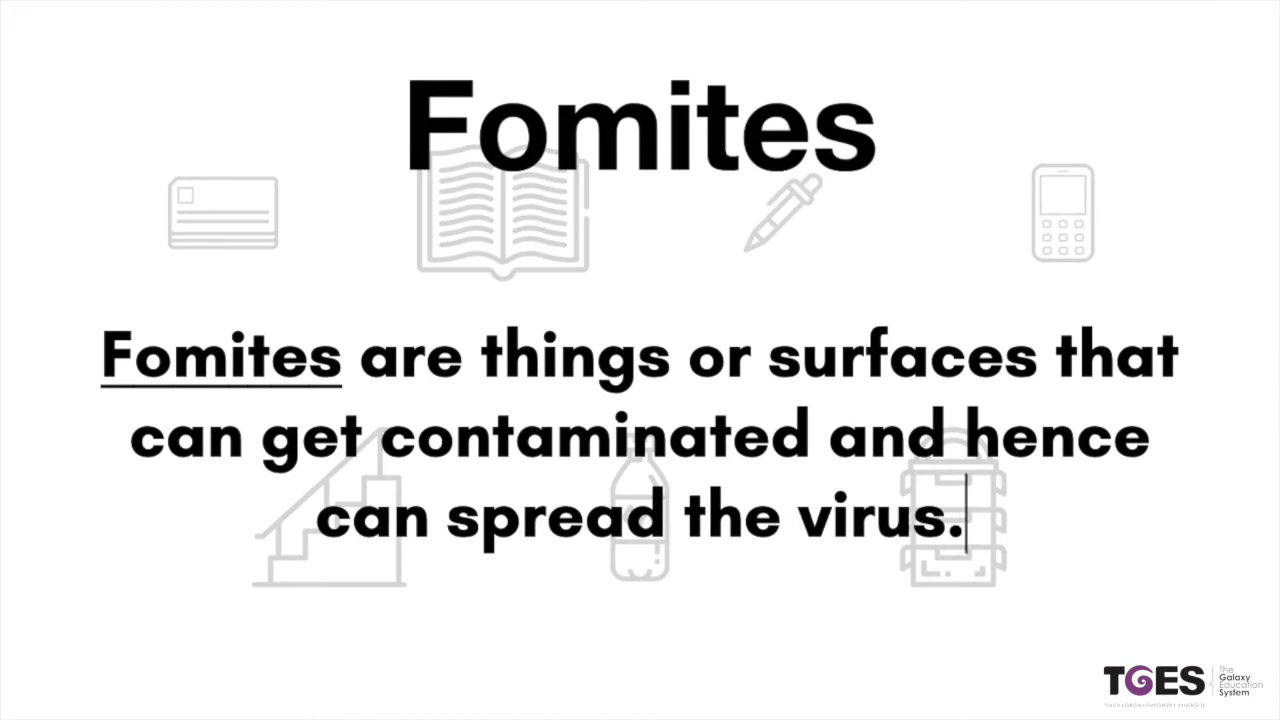 Fomites
Fomites are things or surfaces that
can get contaminated and hence
can spread the virus.
TGES
The
Galaxy
Education
System